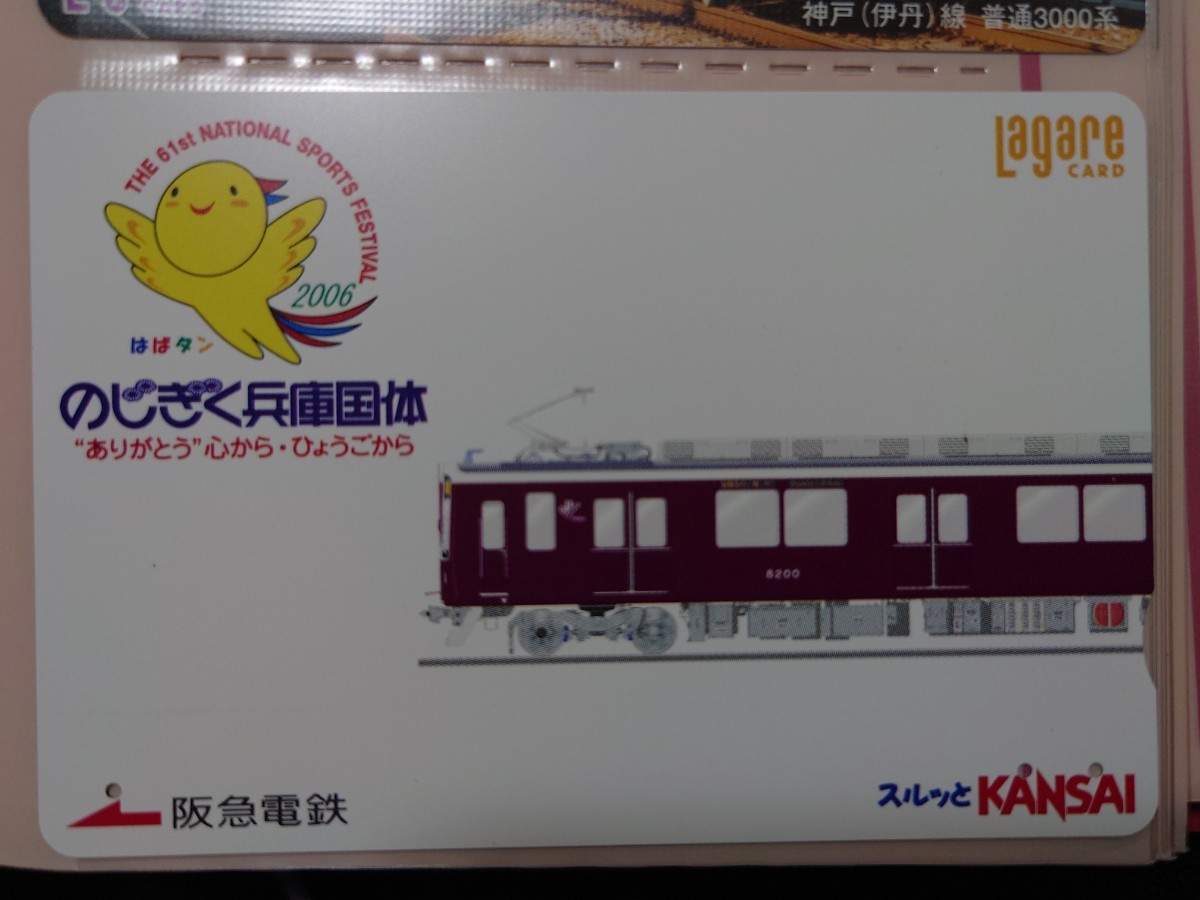 神戸(伊丹)線 普通3000系
Lagare
CARD
THE 61st NATIONAL SPORTS FESTIVAL
2006
はばタン
のじぎく兵庫国体
“ありがとう”心から・ひょうごから
8200
阪急電鉄
スルッとKANSAI